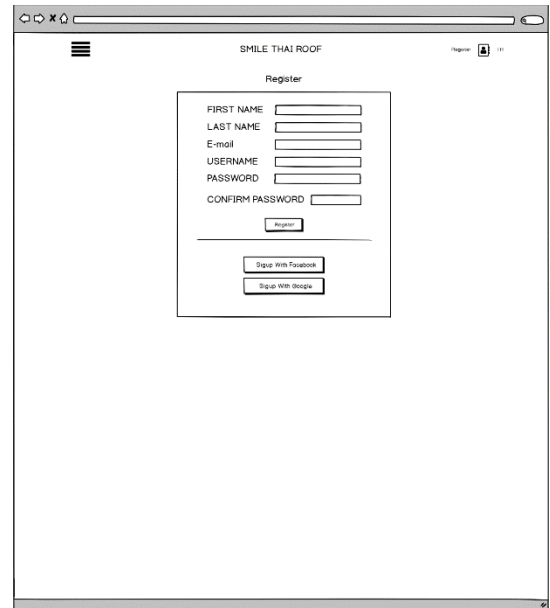 SMILE THAI ROOF
Register
Register
FIRST NAME
LAST NAME
E-mail
USERNAME
PASSWORD
CONFIRM PASSWORD
Register
Sigup With Facebook
Sigup With Google